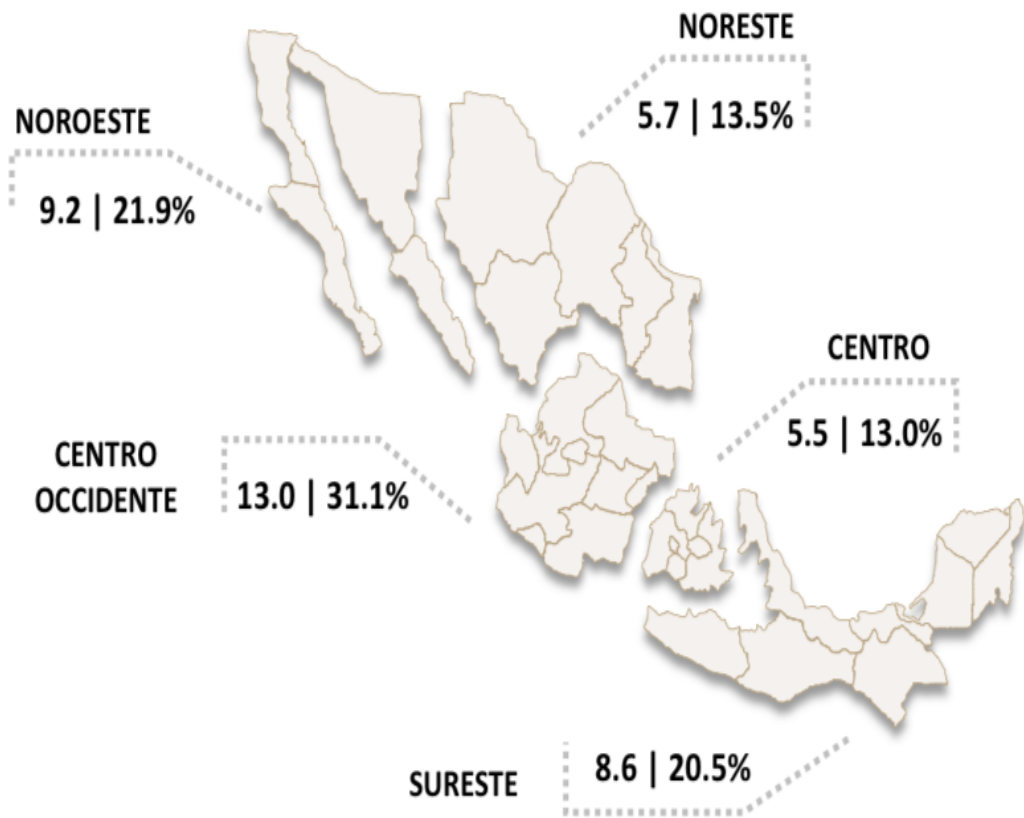 NORESTE
5.7 | 13.5%
NOROESTE
9.2 | 21.9%
CENTRO
5.5 | 13.0%
CENTRO
OCCIDENTE
13.0 | 31.1%
SURESTE
8.6 | 20.5%